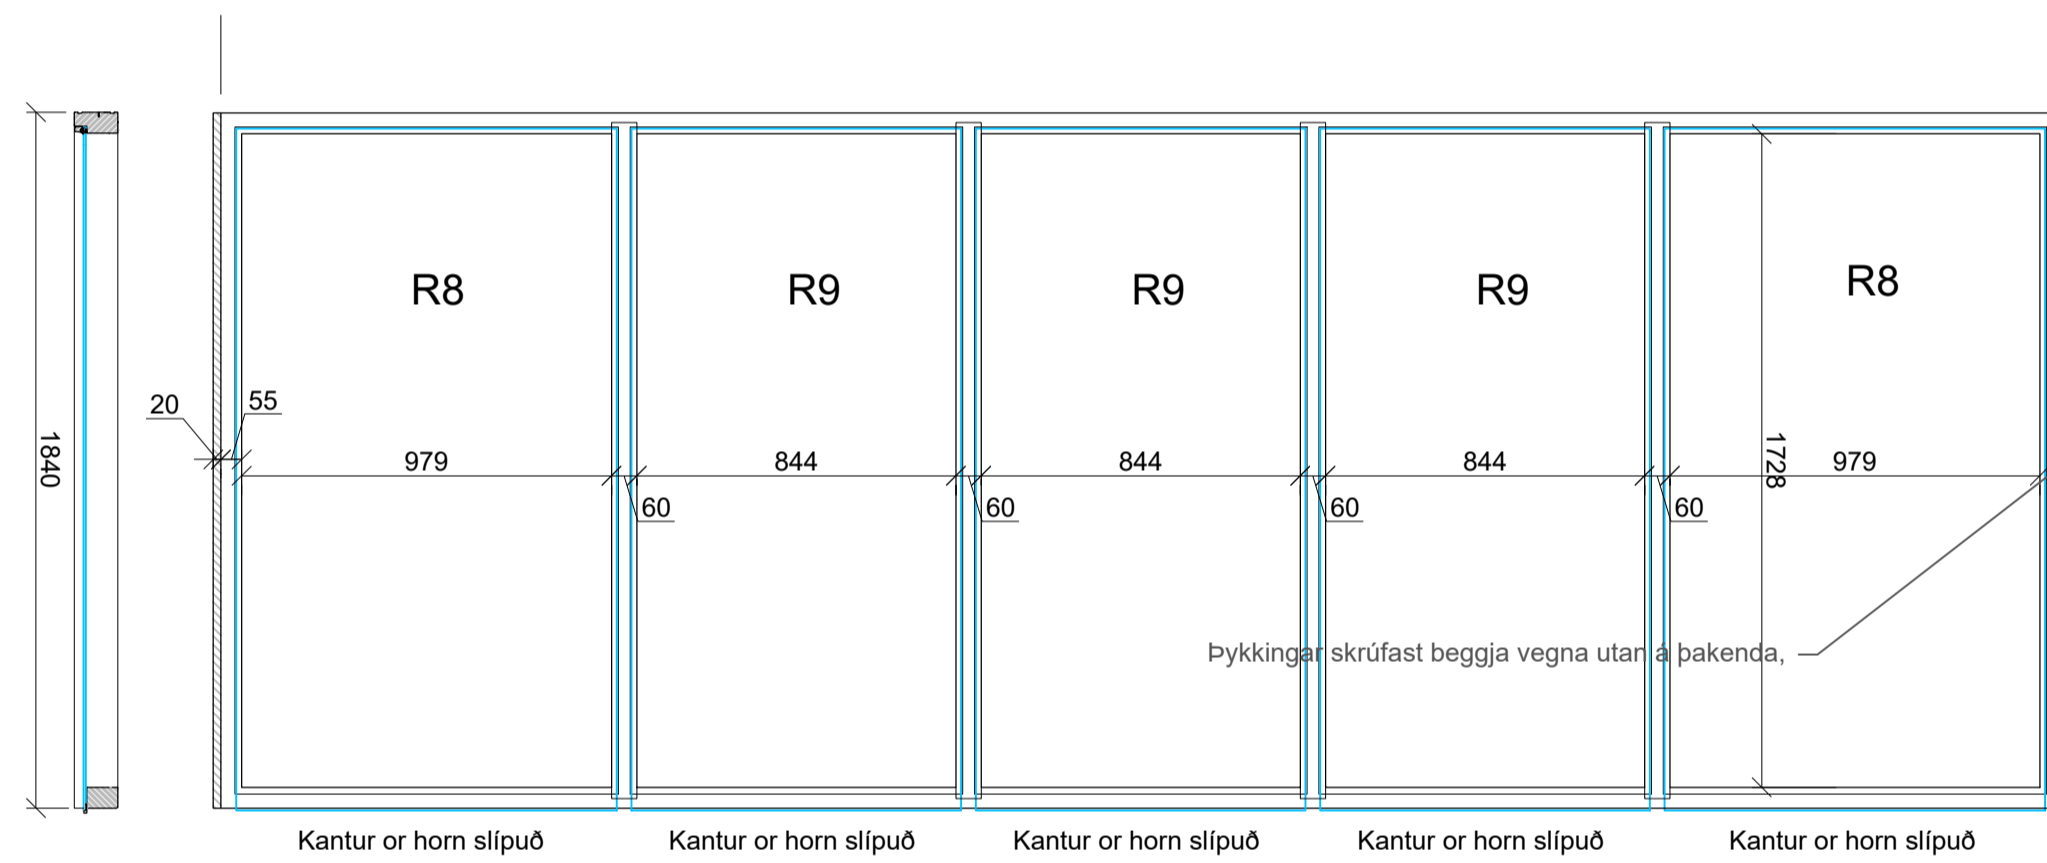 R8
R9
R9
R9
R8
20
55
1840
979
844
844
844
1728
979
60
60
60
60
Þykkingar skrúfast beggja vegna utan á þakenda,
Kantur or horn slípuð
Kantur or horn slípuð
Kantur or horn slípuð
Kantur or horn slípuð
Kantur or horn slípuð